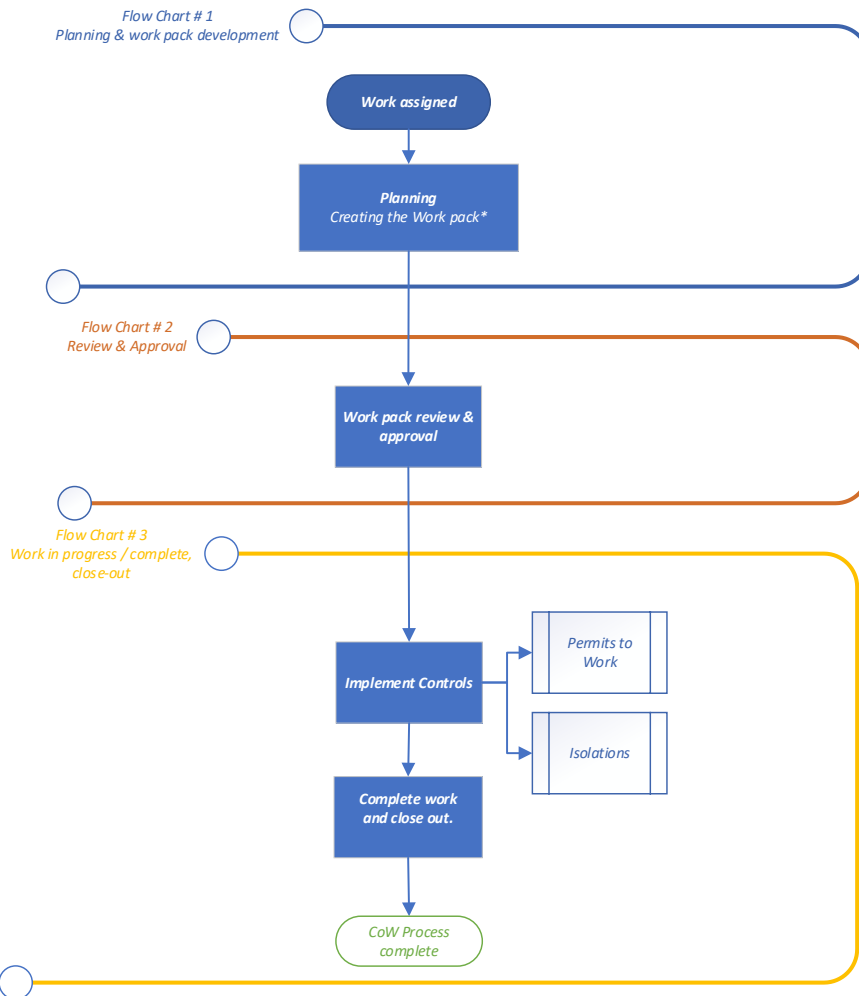 Flow Chart # 1
Planning & work pack development
Work assigned
Planning
Creating the Work pack*
Flow Chart # 2
Review & Approval
Work pack review &
approval
Flow Chart # 3
Work in progress / complete,
close-out
Permits to
Work
Implement Controls
Isolations
Complete work
and close out.
CoW Process
complete